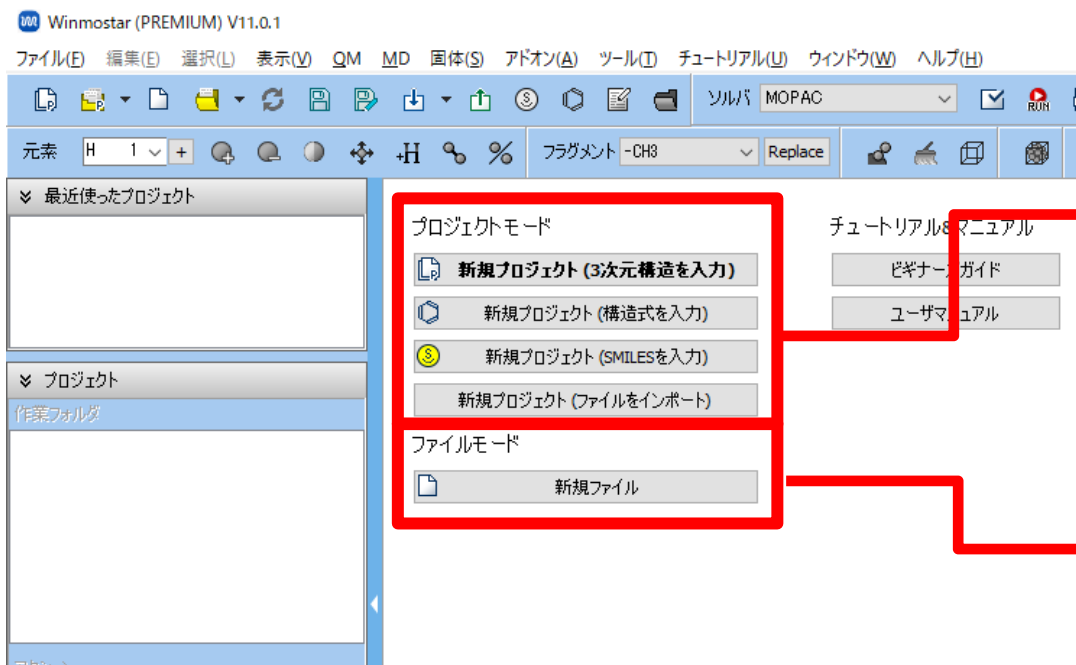 Winmostar (PREMIUM) V11.0.1
ファイル(F) 編集(E) 選択(L) 表示(V) QM MD 固体(S) アドオン(A) ツール(T) チュートリアル(U) ウィンドウ(W) ヘルプ(H)
ソルバ MOPAC RUN
元素 H 1 + +H フラグメント -CH3 Replace
最近使ったプロジェクト
プロジェクトモード
新規プロジェクト (3次元構造を入力)
新規プロジェクト (構造式を入力)
新規プロジェクト (SMILESを入力)
新規プロジェクト (ファイルをインポート)
ファイルモード
新規ファイル
チュートリアル&マニュアル
ビギナーズガイド
ユーザマニュアル
プロジェクト
作業フォルダ